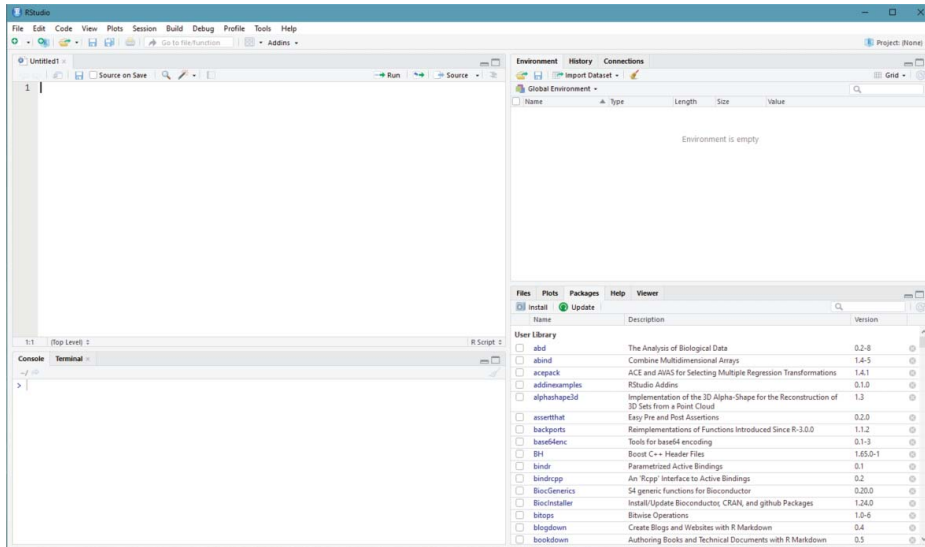 RStudio
File Edit Code View Plots Session Build Debug Profile Tools Help
Go to file/function Addins Project: (None)
Untitled1
Source on Save Run Source
1
1:1 (Top Level) R Script
Console Terminal
~/
>
Environment History Connections
Import Dataset Grid
Global Environment
Name Type Length Size Value
Environment is empty
Files Plots Packages Help Viewer
Install Update
Name Description Version
User Library
abd The Analysis of Biological Data 0.2-8
abind Combine Multidimensional Arrays 1.4-5
acepack ACE and AVAS for Selecting Multiple Regression Transformations 1.4.1
addinexamples RStudio Addins 0.1.0
alphashape3d Implementation of the 3D Alpha-Shape for the Reconstruction of 1.3
3D Sets from a Point Cloud
assertthat Easy Pre and Post Assertions 0.2.0
backports Reimplementations of Functions Introduced Since R-3.0.0 1.1.2
base64enc Tools for base64 encoding 0.1-3
BH Boost C++ Header Files 1.65.0-1
bindr Parametrized Active Bindings 0.1
bindrcpp An 'Rcpp' Interface to Active Bindings 0.2
BiocGenerics S4 generic functions for Bioconductor 0.20.0
BiocInstaller Install/Update Bioconductor, CRAN, and github Packages 1.24.0
bitops Bitwise Operations 1.0-6
blogdown Create Blogs and Websites with R Markdown 0.4
bookdown Authoring Books and Technical Documents with R Markdown 0.5